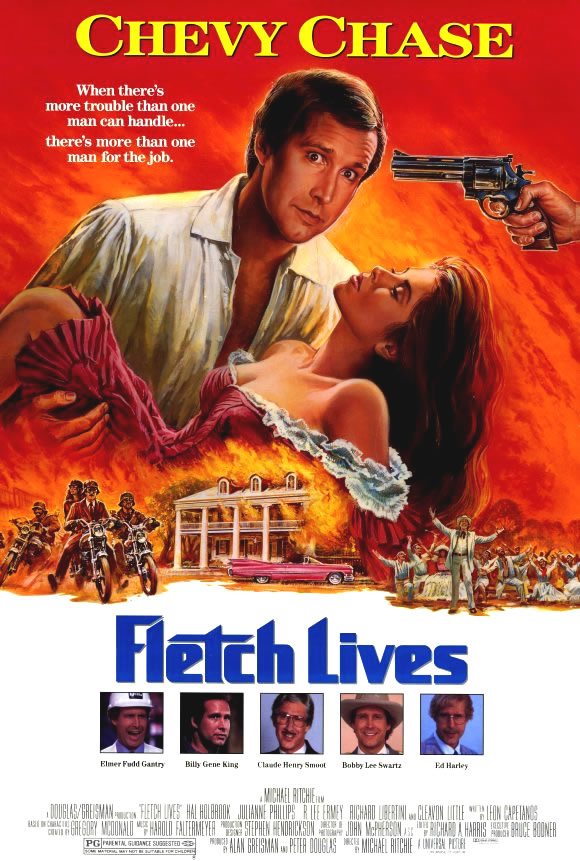 CHEVY CHASE
When there's
more trouble than one
man can handle...
there's more than one
man for the job.
Fletch Lives
Elmer Fudd Gantry
Billy Gene King
Claude Henry Smoot
Bobby Lee Swartz
Ed Harley
A MICHAEL RITCHIE FILM
A DOUGLAS/GREISMAN PRODUCTION "FLETCH LIVES" HAL HOLBROOK JULIANNE PHILLIPS R LEE ERMEY RICHARD LIBERTINI AND CLEAVON LITTLE WRITTEN BY LEON CAPETANOS
BASED ON CHARACTERS CREATED BY GREGORY MCDONALD MUSIC BY HAROLD FALTERMEYER PRODUCTION DESIGNER STEPHEN HENDRICKSON DIRECTOR OF PHOTOGRAPHY JOHN McPHERSON A.S.C. EDITED BY RICHARD A HARRIS PRODUCER BRUCE BODNER
PG PARENTAL GUIDANCE SUGGESTED
SOME MATERIAL MAY NOT BE SUITABLE FOR CHILDREN
PRODUCED BY ALAN GREISMAN AND PETER DOUGLAS DIRECTED BY MICHAEL RITCHIE A UNIVERSAL PICTURE